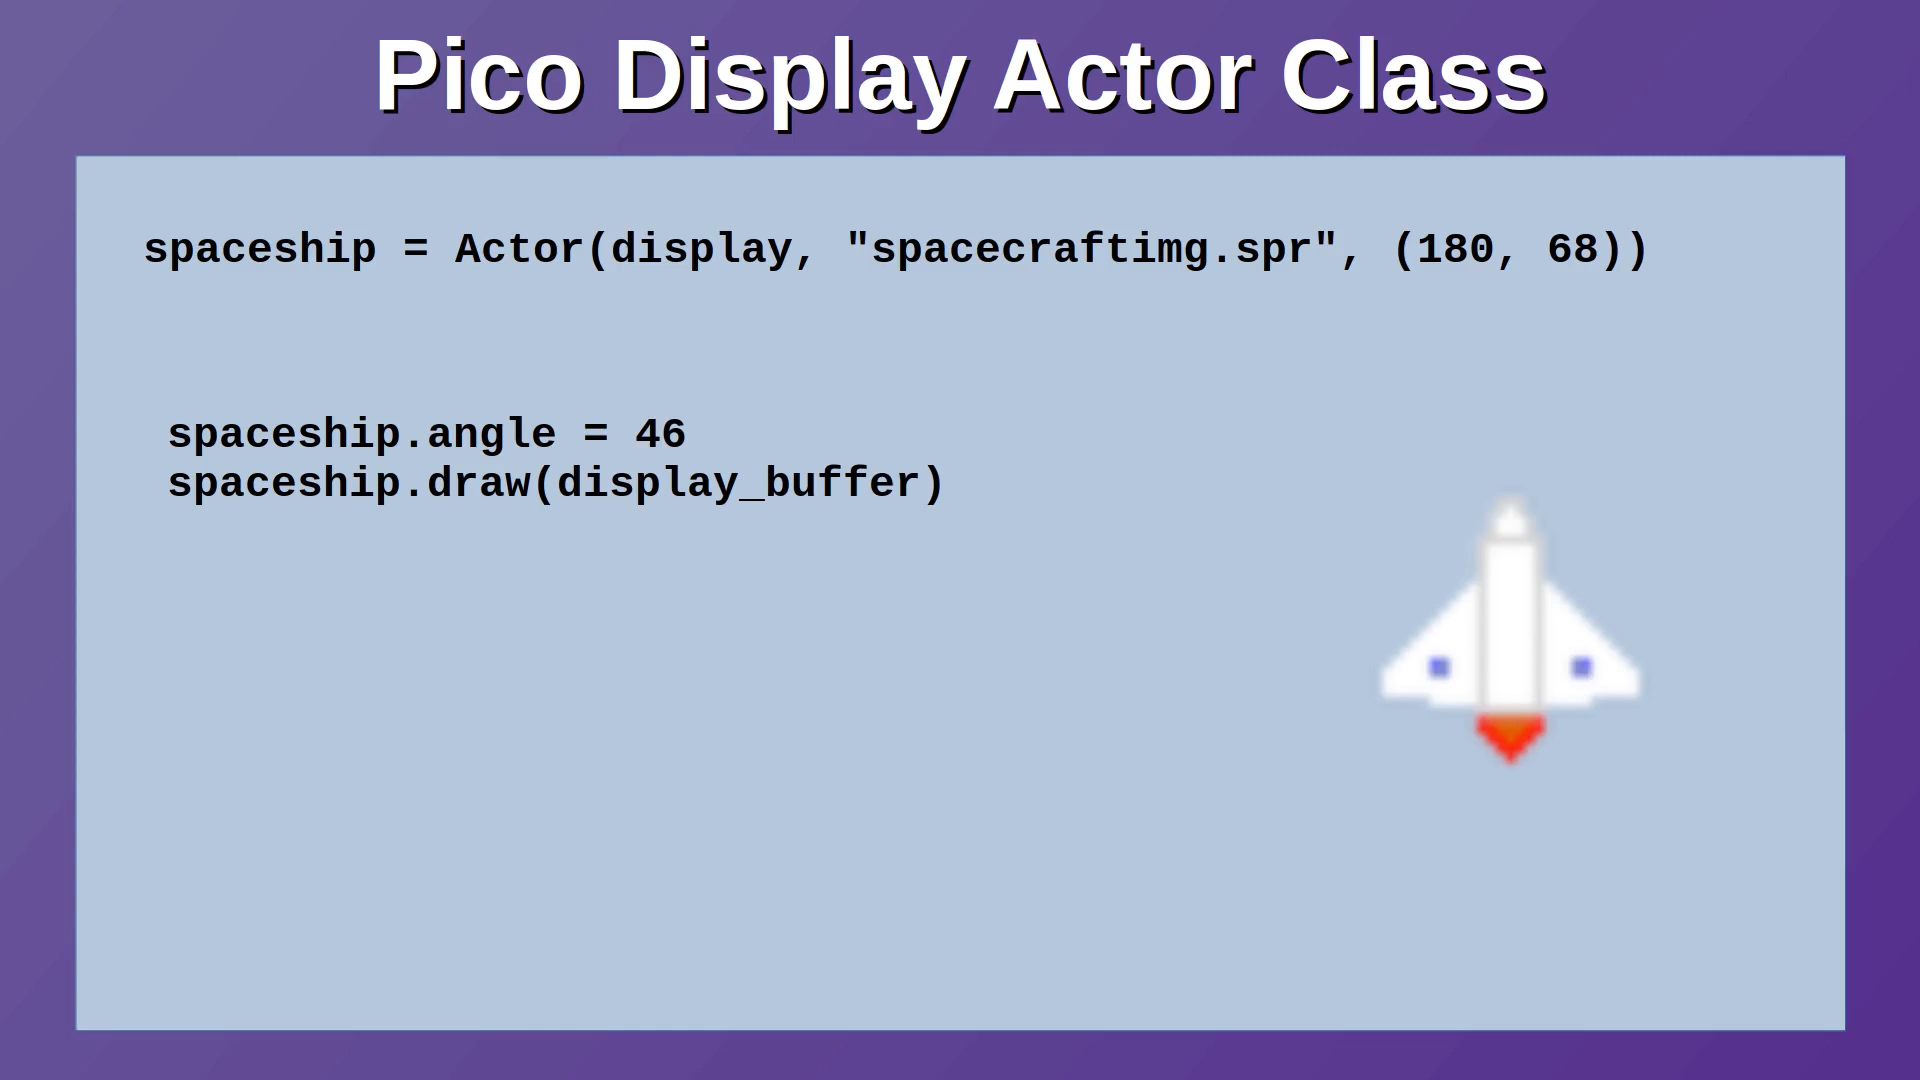 Pico Display Actor Class
spaceship = Actor(display, "spacecraftimg.spr", (180, 68))
spaceship.angle = 46
spaceship.draw(display_buffer)